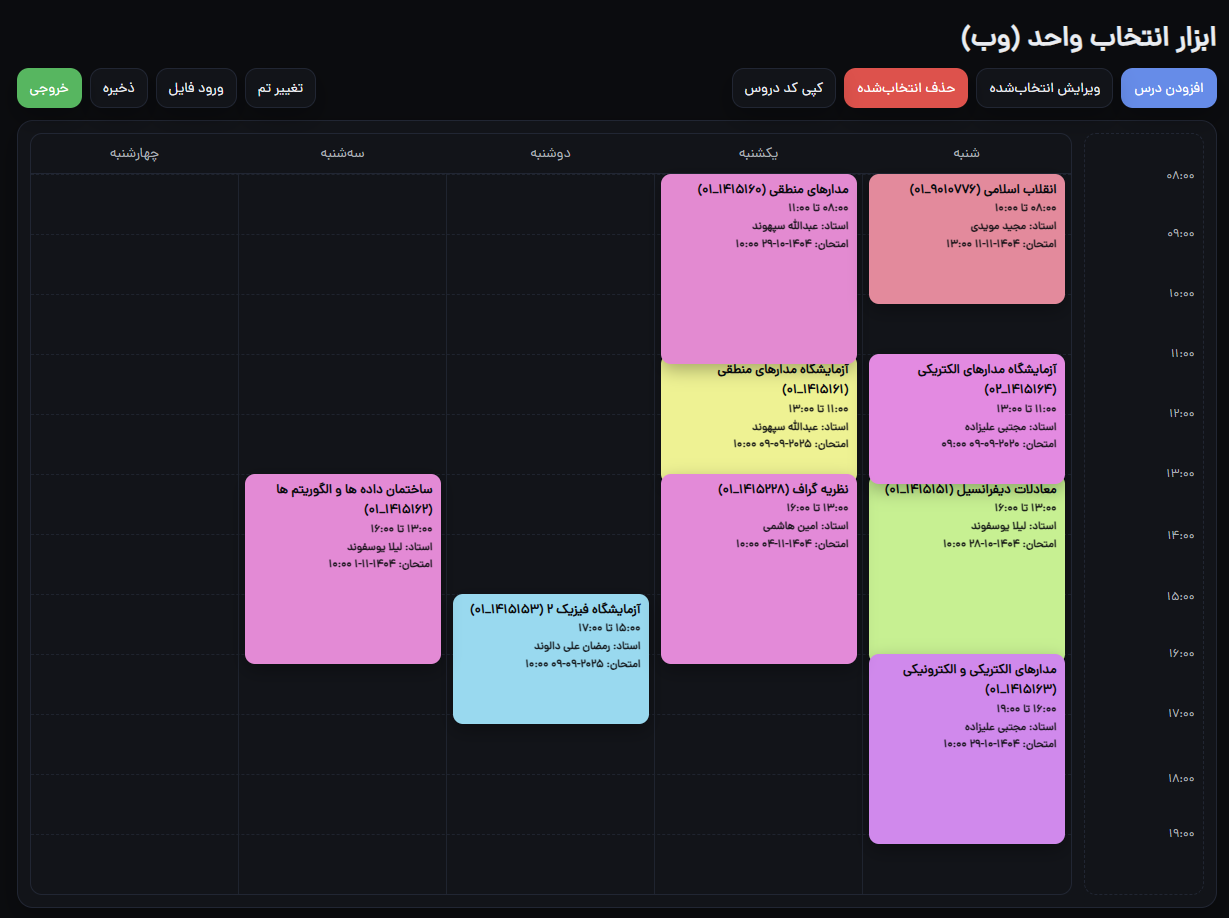 ابزار انتخاب واحد (وب)
افزودن درس
ویرایش انتخاب‌شده
حذف انتخاب‌شده
کپی کد دروس
تغییر تم
ورود فایل
ذخیره
خروجی
شنبه
یکشنبه
دوشنبه
سه‌شنبه
چهارشنبه
۰۸:۰۰
۰۹:۰۰
۱۰:۰۰
۱۱:۰۰
۱۲:۰۰
۱۳:۰۰
۱۴:۰۰
۱۵:۰۰
۱۶:۰۰
۱۷:۰۰
۱۸:۰۰
۱۹:۰۰
انقلاب اسلامی (۹۰۱۰۷۷۶_۰۱)
۰۸:۰۰ تا ۱۰:۰۰
استاد: مجید مویدی
امتحان: ۱۴۰۴-۱۱-۱۱ ۱۳:۰۰
آزمایشگاه مدارهای الکتریکی
(۱۴۱۵۱۶۴_۰۲)
۱۱:۰۰ تا ۱۳:۰۰
استاد: مجتبی علیزاده
امتحان: ۲۰۲۰-۰۹-۰۹ ۰۹:۰۰
معادلات دیفرانسیل (۱۴۱۵۱۵۱_۰۱)
۱۳:۰۰ تا ۱۶:۰۰
استاد: لیلا یوسفوند
امتحان: ۱۴۰۴-۱۰-۲۸ ۱۰:۰۰
مدارهای الکتریکی و الکترونیکی
(۱۴۱۵۱۶۳_۰۱)
۱۶:۰۰ تا ۱۹:۰۰
استاد: مجتبی علیزاده
امتحان: ۱۴۰۴-۱۰-۲۹ ۱۰:۰۰
مدارهای منطقی (۱۴۱۵۱۶۰_۰۱)
۰۸:۰۰ تا ۱۱:۰۰
استاد: عبدالله سپهوند
امتحان: ۱۴۰۴-۱۰-۲۹ ۱۰:۰۰
آزمایشگاه مدارهای منطقی
(۱۴۱۵۱۶۱_۰۱)
۱۱:۰۰ تا ۱۳:۰۰
استاد: عبدالله سپهوند
امتحان: ۲۰۲۵-۰۹-۰۹ ۱۰:۰۰
نظریه گراف (۱۴۱۵۲۲۸_۰۱)
۱۳:۰۰ تا ۱۶:۰۰
استاد: امین هاشمی
امتحان: ۱۴۰۴-۱۱-۰۴ ۱۰:۰۰
آزمایشگاه فیزیک ۲ (۱۴۱۵۱۵۳_۰۱)
۱۵:۰۰ تا ۱۷:۰۰
استاد: رمضان علی دالوند
امتحان: ۲۰۲۵-۰۹-۰۹ ۱۰:۰۰
ساختمان داده ها و الگوریتم ها
(۱۴۱۵۱۶۲_۰۱)
۱۳:۰۰ تا ۱۶:۰۰
استاد: لیلا یوسفوند
امتحان: ۱۴۰۴-۱۱-۱ ۱۰:۰۰